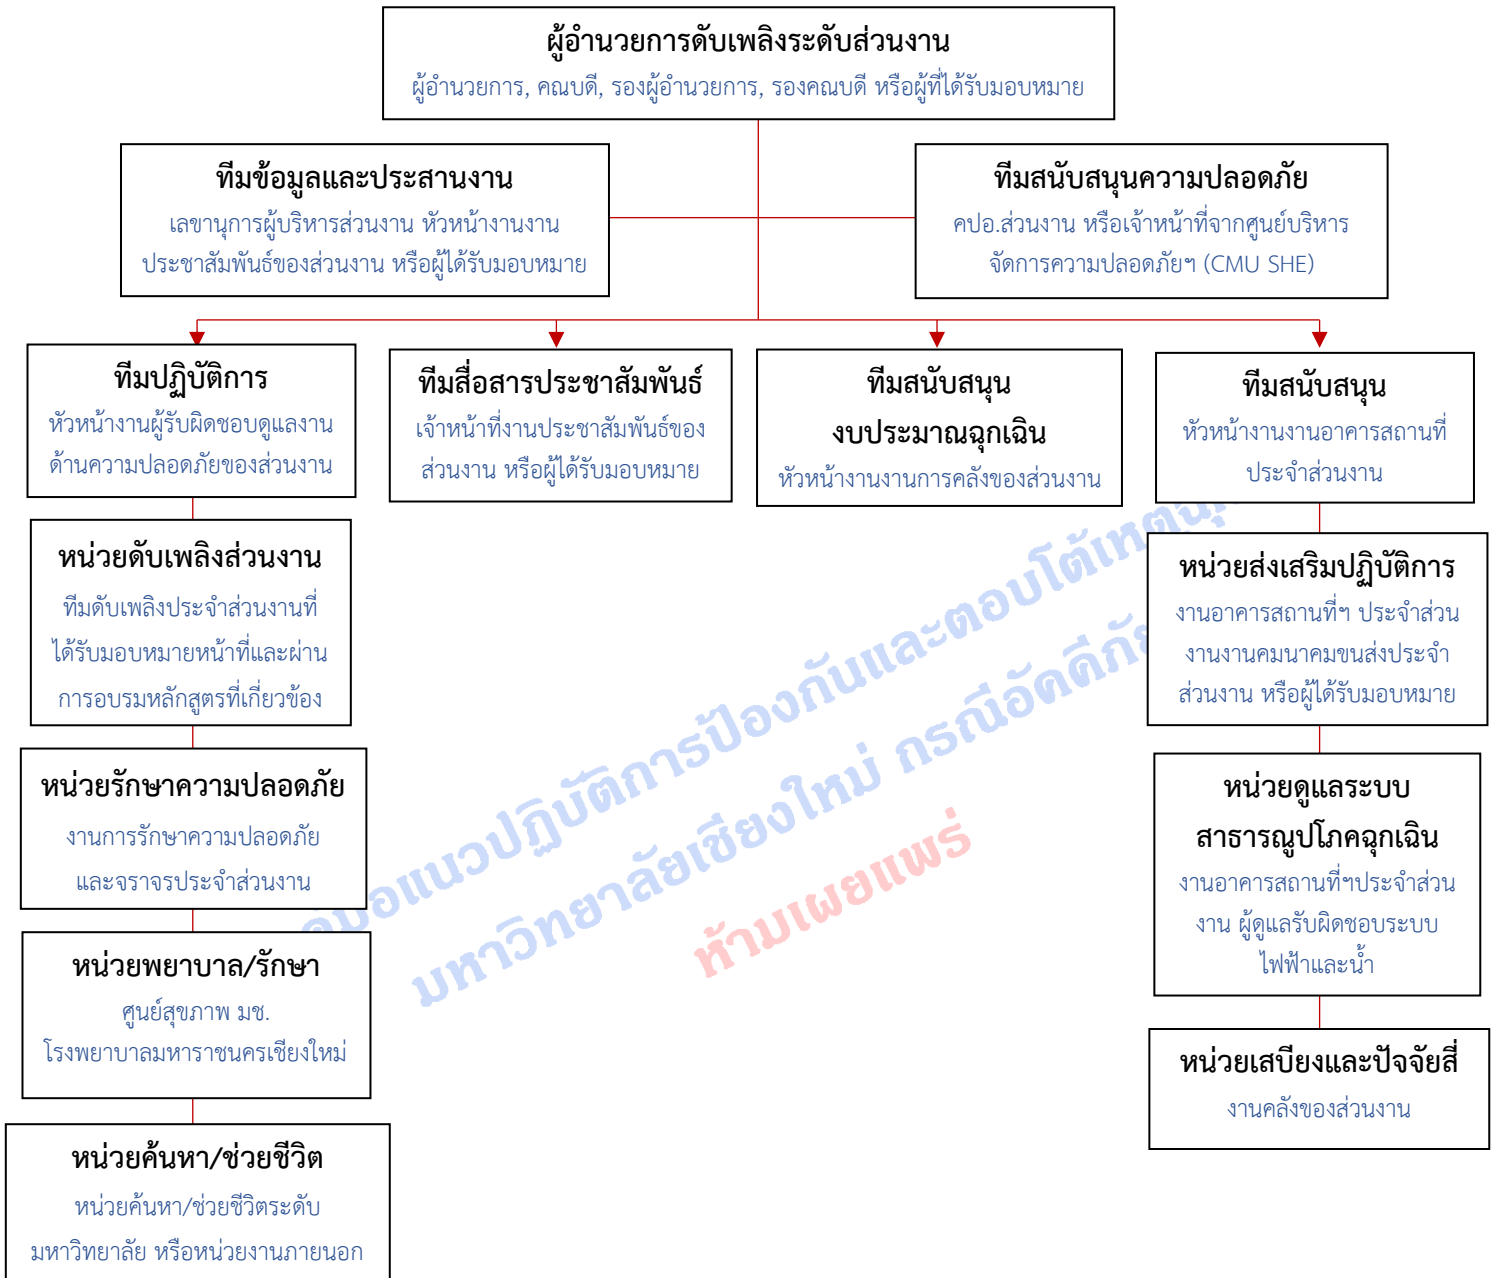 ผู้อำนวยการดับเพลิงระดับส่วนงาน
ผู้อำนวยการ, คณบดี, รองผู้อำนวยการ, รองคณบดี หรือผู้ที่ได้รับมอบหมาย
ทีมข้อมูลและประสานงาน
เลขานุการผู้บริหารส่วนงาน หัวหน้างานงาน
ประชาสัมพันธ์ของส่วนงาน หรือผู้ได้รับมอบหมาย
ทีมสนับสนุนความปลอดภัย
คปอ.ส่วนงาน หรือเจ้าหน้าที่จากศูนย์บริหาร
จัดการความปลอดภัยฯ (CMU SHE)
ทีมปฏิบัติการ
หัวหน้างานผู้รับผิดชอบดูแลงาน
ด้านความปลอดภัยของส่วนงาน
ทีมสื่อสารประชาสัมพันธ์
เจ้าหน้าที่งานประชาสัมพันธ์ของ
ส่วนงาน หรือผู้ได้รับมอบหมาย
ทีมสนับสนุน
งบประมาณฉุกเฉิน
หัวหน้างานงานการคลังของส่วนงาน
ทีมสนับสนุน
หัวหน้างานงานอาคารสถานที่
ประจำส่วนงาน
หน่วยดับเพลิงส่วนงาน
ทีมดับเพลิงประจำส่วนงานที่
ได้รับมอบหมายหน้าที่และผ่าน
การอบรมหลักสูตรที่เกี่ยวข้อง
หน่วยรักษาความปลอดภัย
งานการรักษาความปลอดภัย
และจราจรประจำส่วนงาน
หน่วยพยาบาล/รักษา
ศูนย์สุขภาพ มช.
โรงพยาบาลมหาราชนครเชียงใหม่
หน่วยค้นหา/ช่วยชีวิต
หน่วยค้นหา/ช่วยชีวิตระดับ
มหาวิทยาลัย หรือหน่วยงานภายนอก
หน่วยส่งเสริมปฏิบัติการ
งานอาคารสถานที่ฯ ประจำส่วน
งานงานคมนาคมขนส่งประจำ
ส่วนงาน หรือผู้ได้รับมอบหมาย
หน่วยดูแลระบบ
สาธารณูปโภคฉุกเฉิน
งานอาคารสถานที่ฯประจำส่วน
งาน ผู้ดูแลรับผิดชอบระบบ
ไฟฟ้าและน้ำ
หน่วยเสบียงและปัจจัยสี่
งานคลังของส่วนงาน
คู่มือแนวปฏิบัติการป้องกันและตอบโต้
มหาวิทยาลัยเชียงใหม่ กรณีอัคคีภัย
ห้ามเผยแพร่